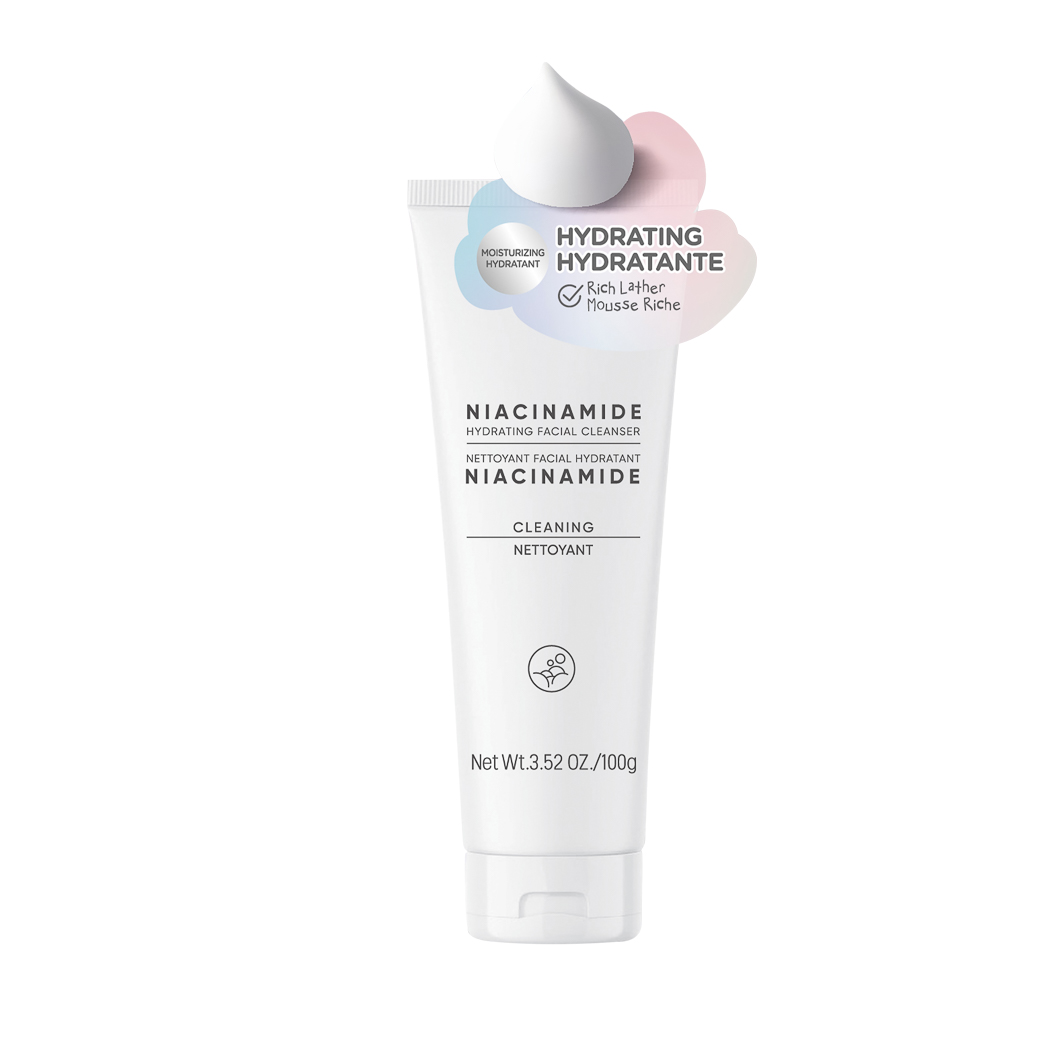 MOISTURIZING
HYDRATANT
HYDRATING
HYDRATANTE
Rich Lather
Mousse Riche
NIACINAMIDE
HYDRATING FACIAL CLEANSER
NETTOYANT FACIAL HYDRATANT
NIACINAMIDE
CLEANING
NETTOYANT
Net Wt.3.52 OZ./100g